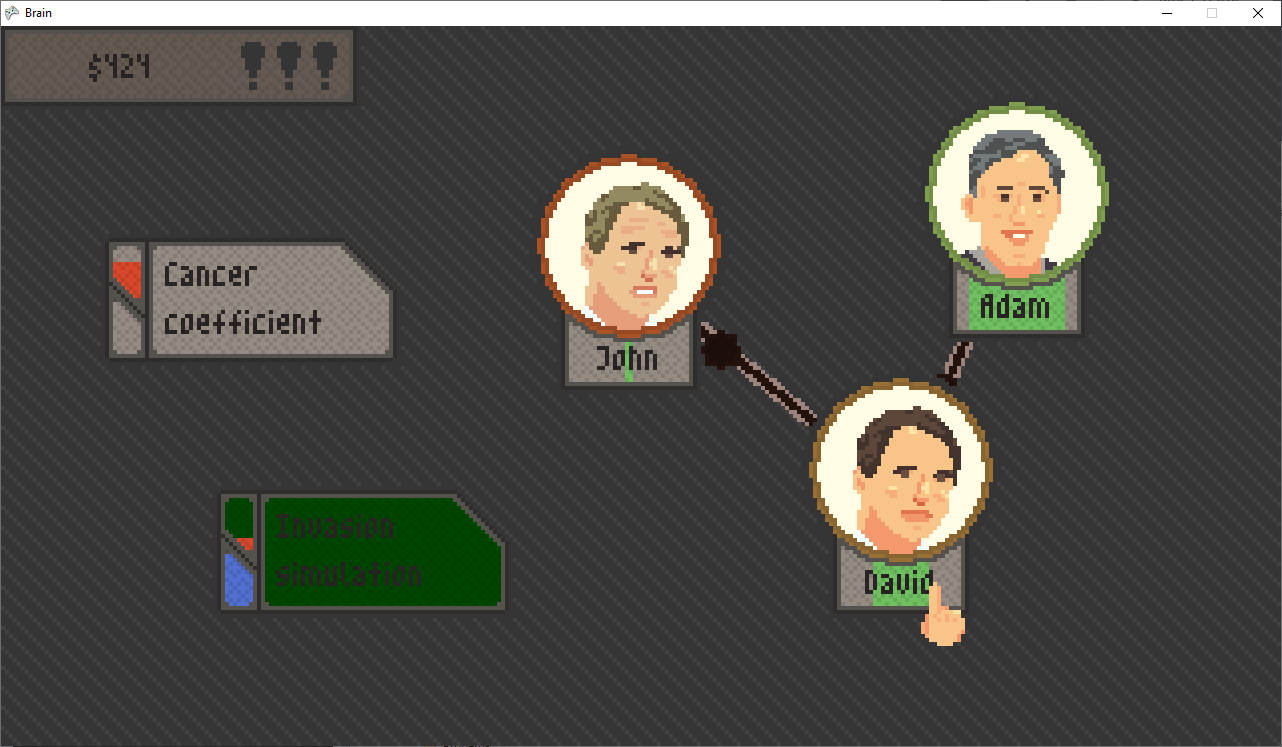 Brain
$424
Cancer
coefficient
John
Adam
Invasion
simulation
David